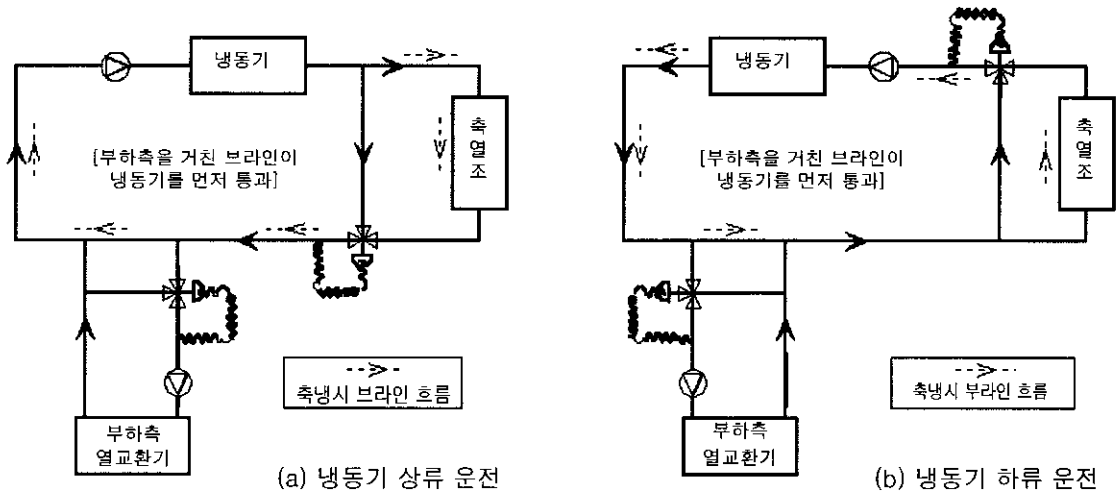 냉동기
축
열
조
[부하측을 거친 브라인이
냉동기를 먼저 통과]
축냉시 브라인 흐름
부하측
열교환기
(a) 냉동기 상류 운전
냉동기
축
열
조
[부하측을 거친 브라인이
냉동기를 먼저 통과]
축냉시 부라인 흐름
부하측
열교환기
(b) 냉동기 하류 운전